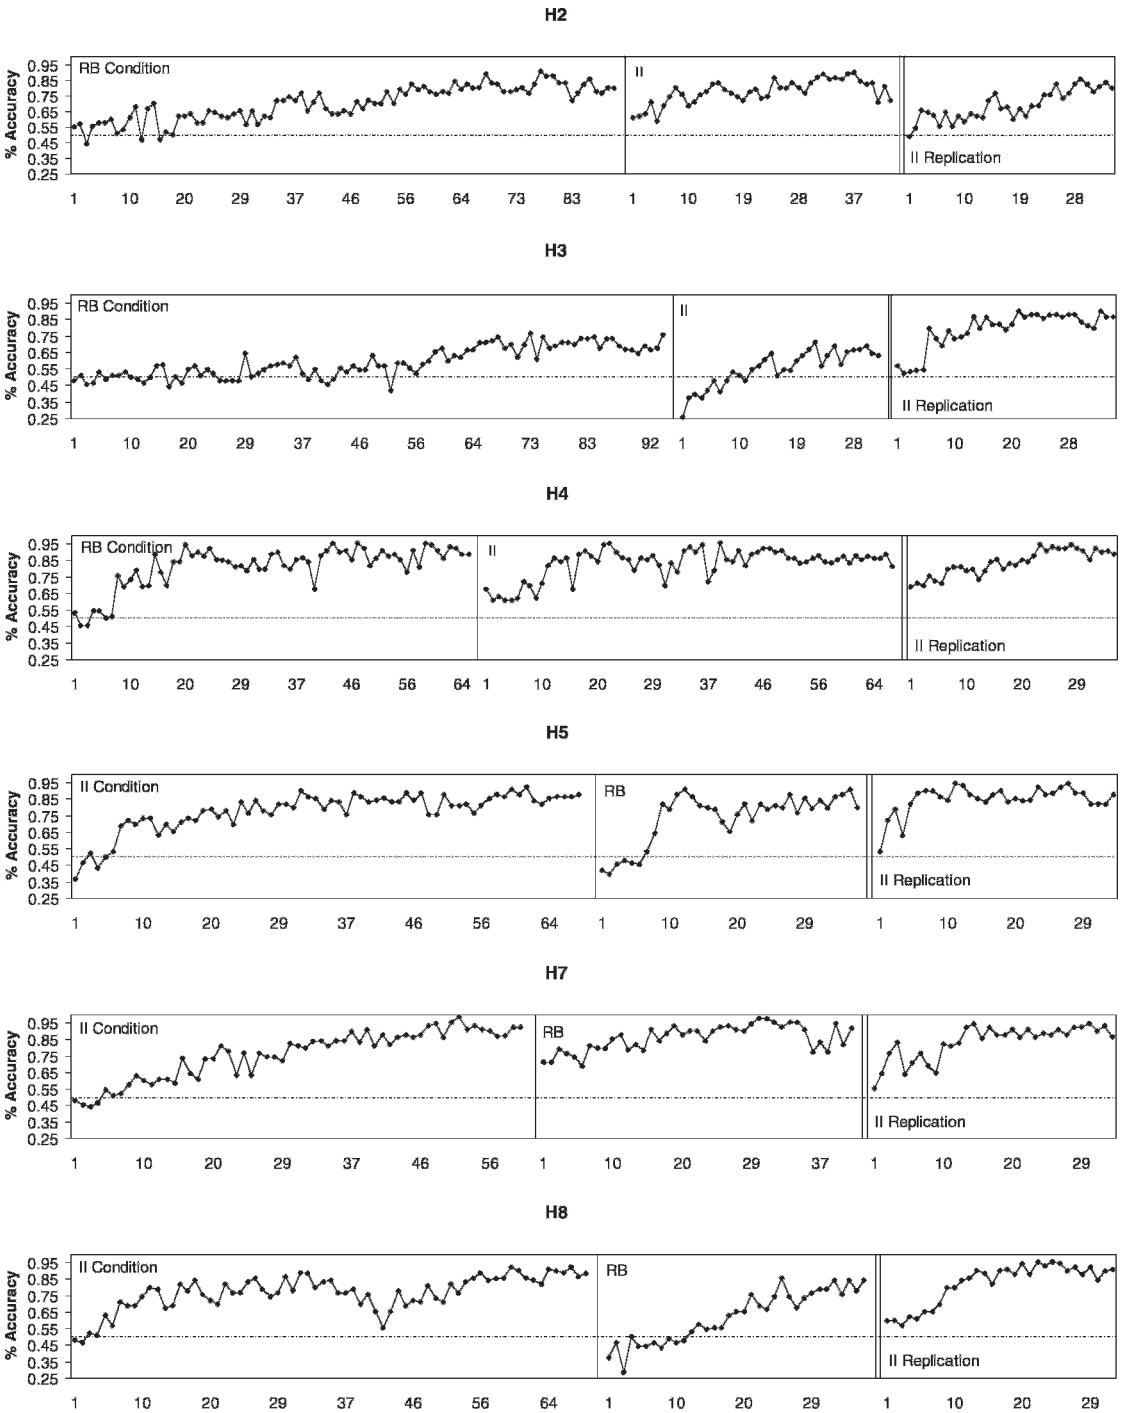 H2
% Accuracy
0.95
0.85
0.75
0.65
0.55
0.45
0.35
0.25
RB Condition
II
II Replication
1 10 20 29 37 46 56 64 73 83 1 10 19 28 37 1 10 19 28
H3
% Accuracy
0.95
0.85
0.75
0.65
0.55
0.45
0.35
0.25
RB Condition
II
II Replication
1 10 20 29 37 46 56 64 73 83 92 1 10 19 28 1 10 20 28
H4
% Accuracy
0.95
0.85
0.75
0.65
0.55
0.45
0.35
0.25
RB Condition
II
II Replication
1 10 20 29 37 46 56 64 1 10 20 29 37 46 56 64 1 10 20 29
H5
% Accuracy
0.95
0.85
0.75
0.65
0.55
0.45
0.35
0.25
II Condition
RB
II Replication
1 10 20 29 37 46 56 64 1 10 20 29 37 1 10 20 29
H7
% Accuracy
0.95
0.85
0.75
0.65
0.55
0.45
0.35
0.25
II Condition
RB
II Replication
1 10 20 29 37 46 56 1 10 20 29 37 1 10 20 29
H8
% Accuracy
0.95
0.85
0.75
0.65
0.55
0.45
0.35
0.25
II Condition
RB
II Replication
1 10 20 29 37 46 56 64 1 10 20 29 1 10 20 29